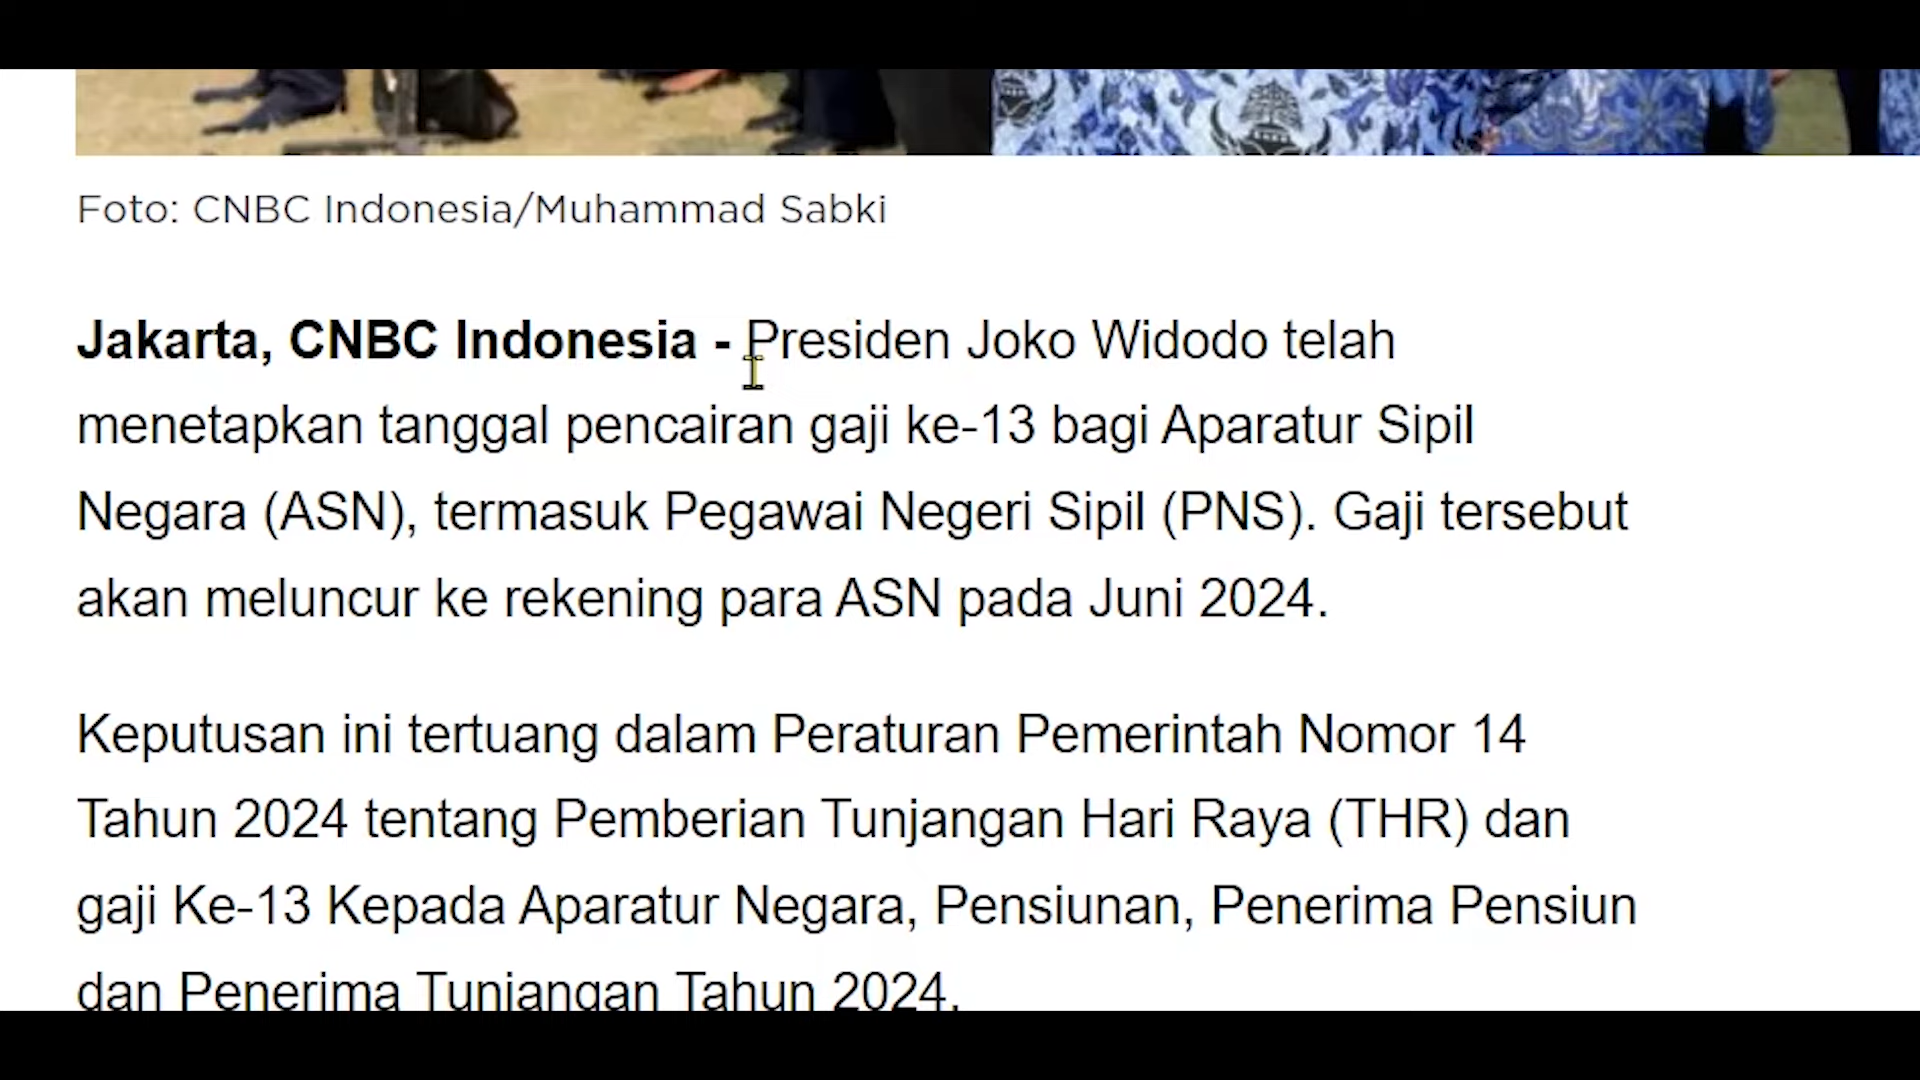 Foto: CNBC Indonesia/Muhammad Sabki
Jakarta, CNBC Indonesia - Presiden Joko Widodo telah
menetapkan tanggal pencairan gaji ke-13 bagi Aparatur Sipil
Negara (ASN), termasuk Pegawai Negeri Sipil (PNS). Gaji tersebut
akan meluncur ke rekening para ASN pada Juni 2024.
Keputusan ini tertuang dalam Peraturan Pemerintah Nomor 14
Tahun 2024 tentang Pemberian Tunjangan Hari Raya (THR) dan
gaji Ke-13 Kepada Aparatur Negara, Pensiunan, Penerima Pensiun
dan Penerima Tunjangan Tahun 2024.